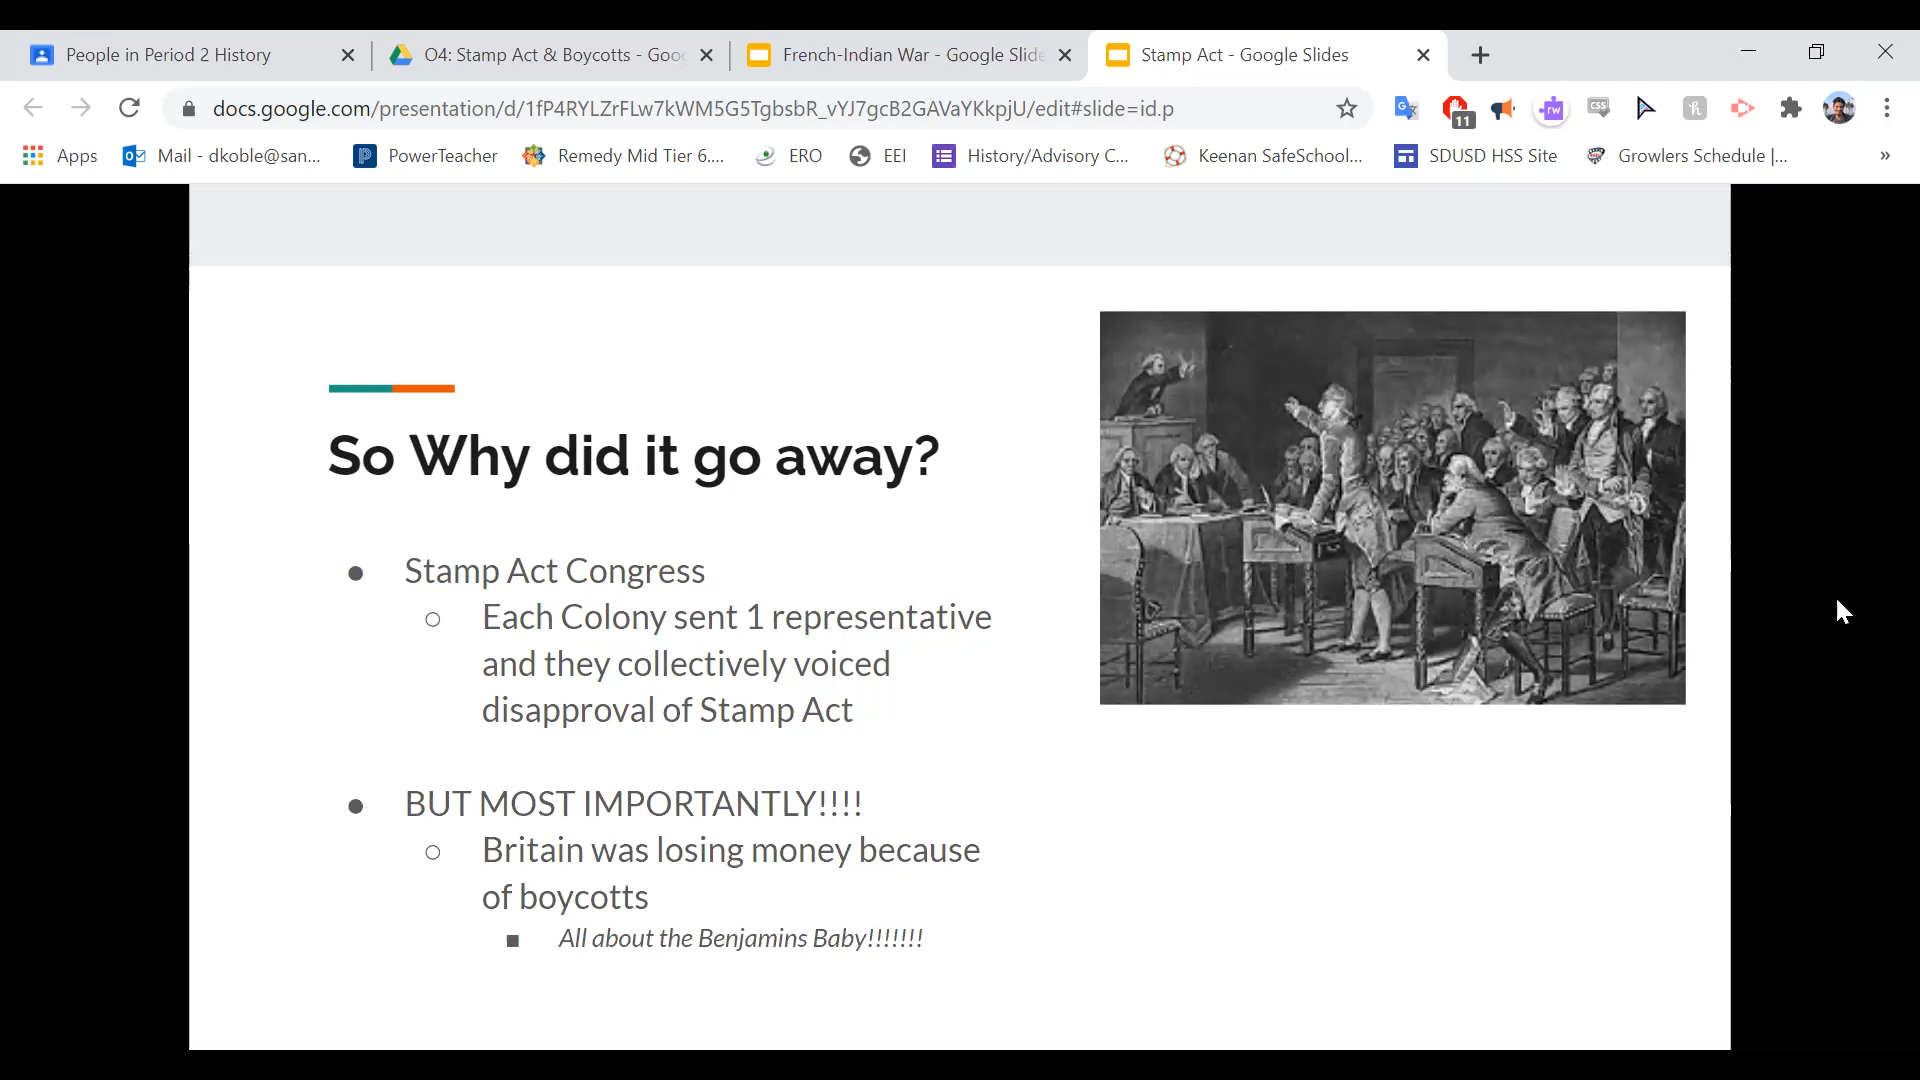 People in Period 2 History
O4: Stamp Act & Boycotts - Goo
French-Indian War - Google Slide
Stamp Act - Google Slides
docs.google.com/presentation/d/1fP4RYLZrFLw7kWM5G5TgbsbR_vYJ7gcB2GAVaYKkpjU/edit#slide=id.p
11
rw
CSS
h
Apps
Mail - dkoble@san...
PowerTeacher
Remedy Mid Tier 6....
ERO
EEI
History/Advisory C...
Keenan SafeSchool...
SDUSD HSS Site
Growlers Schedule |...
So Why did it go away?
● Stamp Act Congress
○ Each Colony sent 1 representative
and they collectively voiced
disapproval of Stamp Act
● BUT MOST IMPORTANTLY!!!!
○ Britain was losing money because
of boycotts
■ All about the Benjamins Baby!!!!!!!